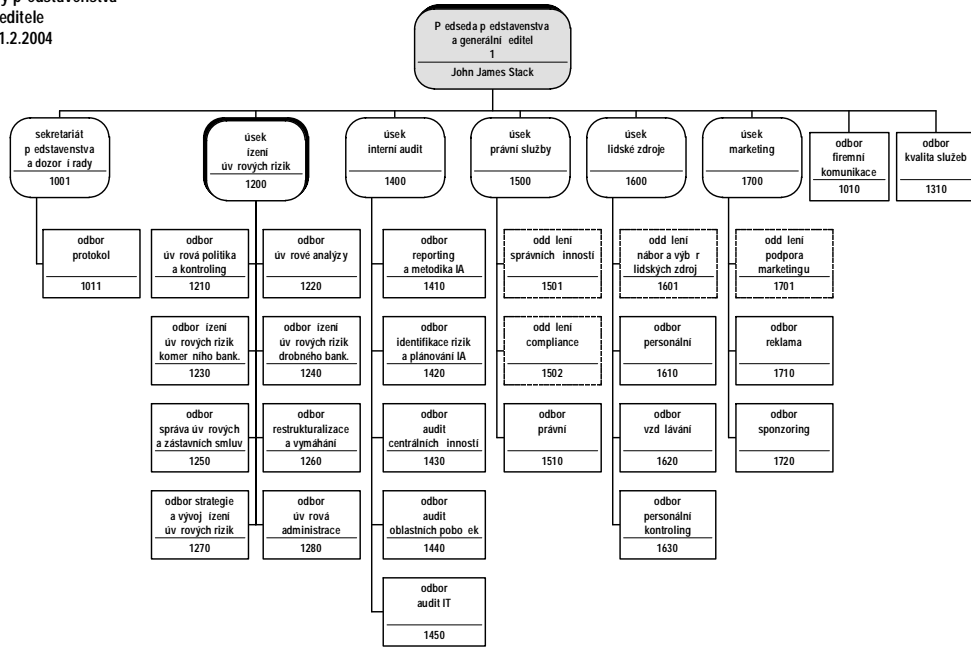 y p edstavenstva
editele
1.2.2004
P edseda p edstavenstva
a generální editel
1
John James Stack
sekretariát
p edstavenstva
a dozor í rady
1001
úsek
ízení
úv rových rizik
1200
úsek
interní audit
1400
úsek
právní služby
1500
úsek
lidské zdroje
1600
úsek
marketing
1700
odbor
firemní
komunikace
1010
odbor
kvalita služeb
1310
odbor
protokol
1011
odbor
úv rová politika
a kontroling
1210
odbor
úv rové analýzy
1220
odbor
reporting
a metodika IA
1410
odd lení
správních inností
1501
odd lení
nábor a výb r
lidských zdroj
1601
odd lení
podpora
marketingu
1701
odbor ízení
úv rových rizik
komer ního bank.
1230
odbor ízení
úv rových rizik
drobného bank.
1240
odbor
identifikace rizik
a plánování IA
1420
odd lení
compliance
1502
odbor
personální
1610
odbor
reklama
1710
odbor
správa úv rových
a zástavních smluv
1250
odbor
restrukturalizace
a vymáhání
1260
odbor
audit
centrálních inností
1430
odbor
právní
1510
odbor
vzd lávání
1620
odbor
sponzoring
1720
odbor strategie
a vývoj ízení
úv rových rizik
1270
odbor
úv rová
administrace
1280
odbor
audit
oblastních pobo ek
1440
odbor
personální
kontroling
1630
odbor
audit IT
1450